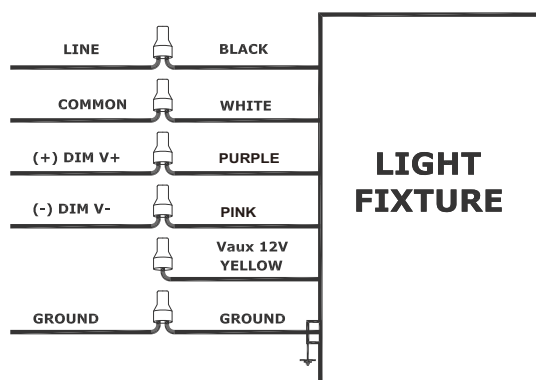 LINE BLACK
COMMON WHITE
(+) DIM V+ PURPLE
(-) DIM V- PINK
Vaux 12V
YELLOW
GROUND GROUND
LIGHT
FIXTURE